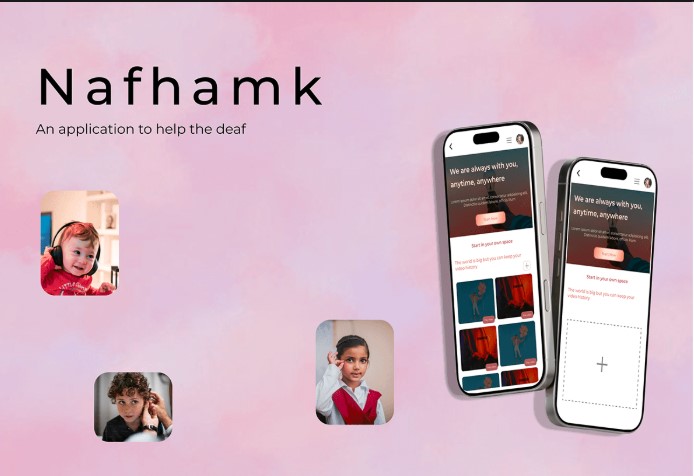 Nafhamk
An application to help the deaf
We are always with you,
anytime, anywhere
Start in your own space
The world is big but you can keep your
video history
We are always with you,
anytime, anywhere
Start in your own space
The world is big but you can keep your
video history